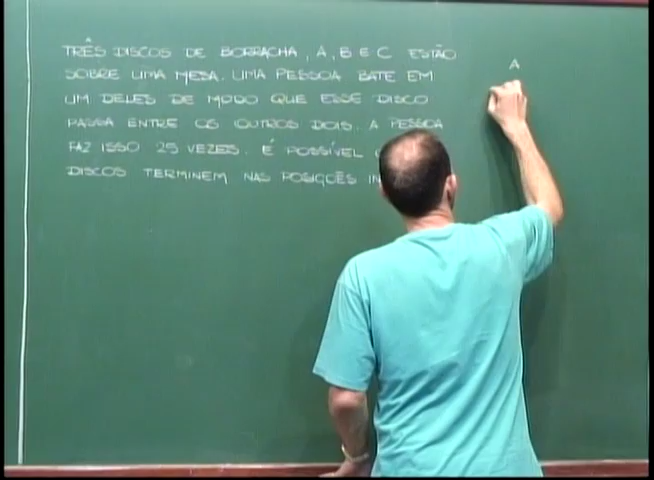 TRÊS DISCOS DE BORRACHA, A, B E C ESTÃO
SOBRE UMA MESA. UMA PESSOA BATE EM
UM DELES DE MODO QUE ESSE DISCO
PASSA ENTRE OS OUTROS DOIS. A PESSOA
FAZ ISSO 25 VEZES. É POSSÍVEL
DISCOS TERMINEM NAS POSIÇÕES
A